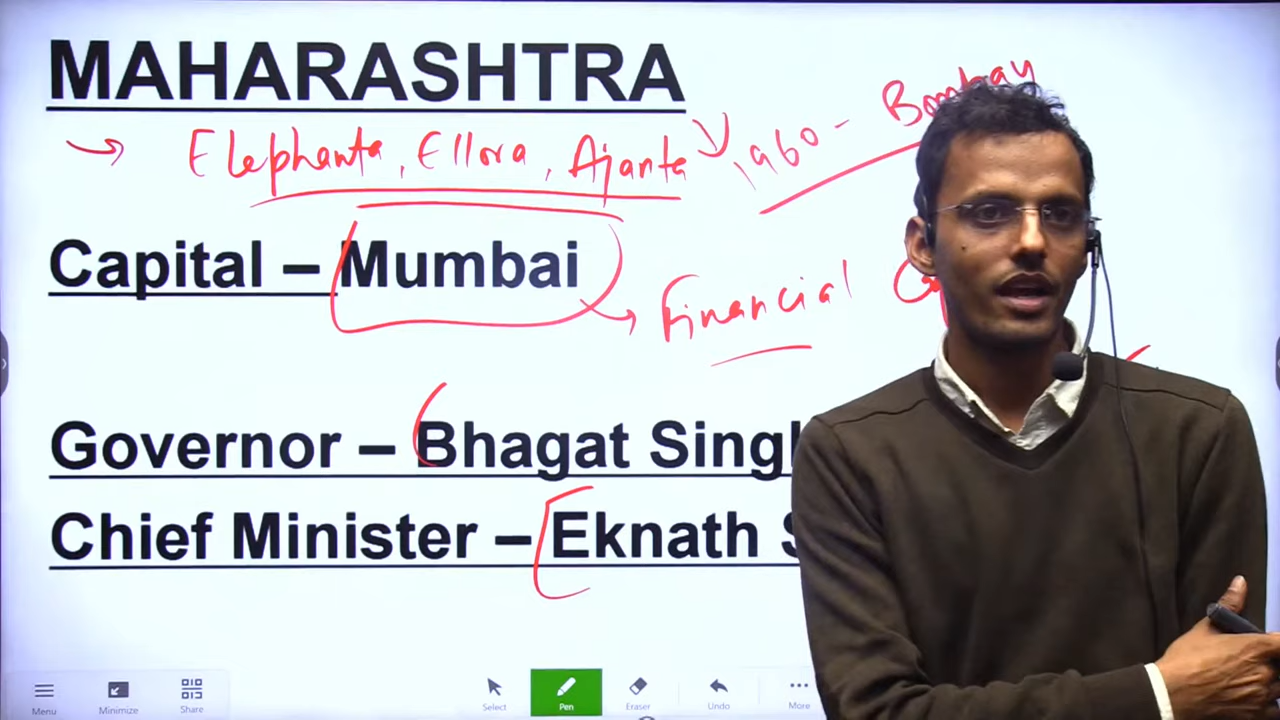 MAHARASHTRA
→ Elephanta, Ellora, Ajanta
1960 - Bombay
Capital – Mumbai
→ Financial
Governor – Bhagat
Chief Minister – Eknath
Menu
Minimize
Share
Select
Pen
Eraser
Undo
More